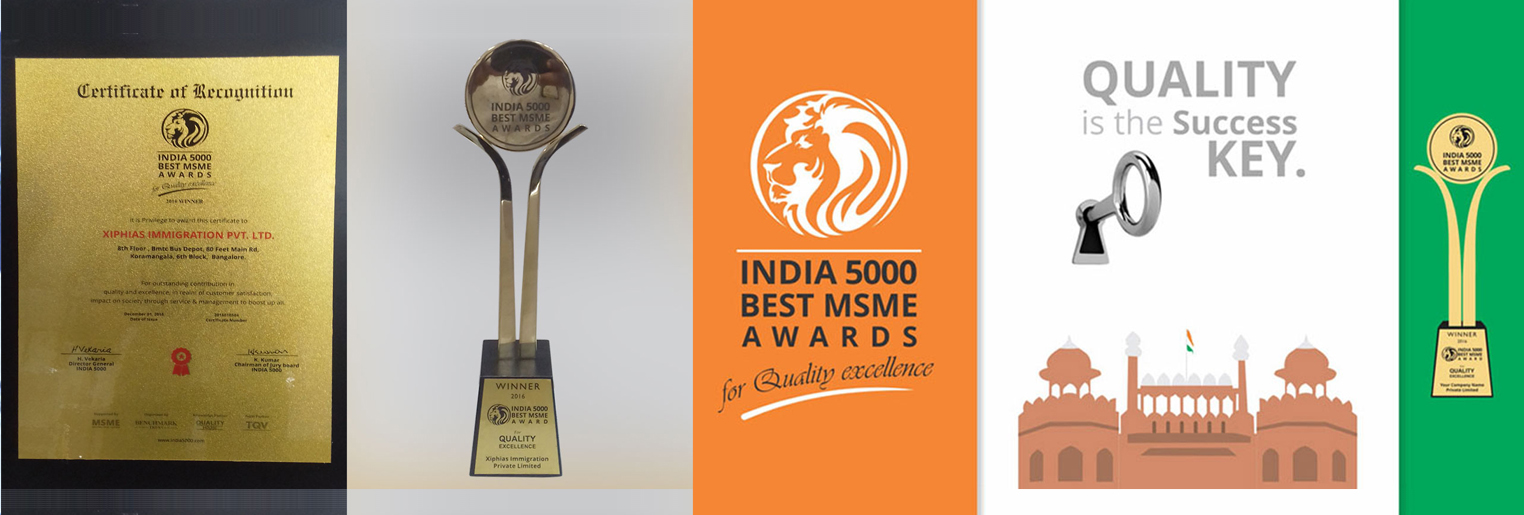 Certificate of Recognition
INDIA 5000
BEST MSME
AWARDS
for Quality excellence
2016 WINNER
It is Privilege to award this Certificate to
XIPHIAS IMMIGRATION PVT. LTD.
8th Floor, Bmtc Bus Depot, 80 Feet Main Rd,
Koramangala, 6th Block, Bangalore
For outstanding contribution in
quality and excellence, in realm of customer satisfaction,
impact on society through service & management to boost up all.
December 31, 2016
Date of Issue
Certificate Number
H. Vekaria
Director General
INDIA 5000
R. Kumar
Chairman of Jury board
INDIA 5000
MSME
BENCHMARK
QUALITY
TQV
www.india5000.com
INDIA 5000
BEST MSME
AWARDS
WINNER
2016
INDIA 5000
BEST MSME
AWARD
For
QUALITY
EXCELLENCE
Xiphias Immigration
Private Limited
INDIA 5000
BEST MSME
AWARDS
for Quality excellence
QUALITY
is the Success
KEY.
INDIA 5000
BEST MSME
AWARDS
WINNER
2016
INDIA 5000
BEST MSME
AWARD
QUALITY
EXCELLENCE
Your Company Name
Private Limited